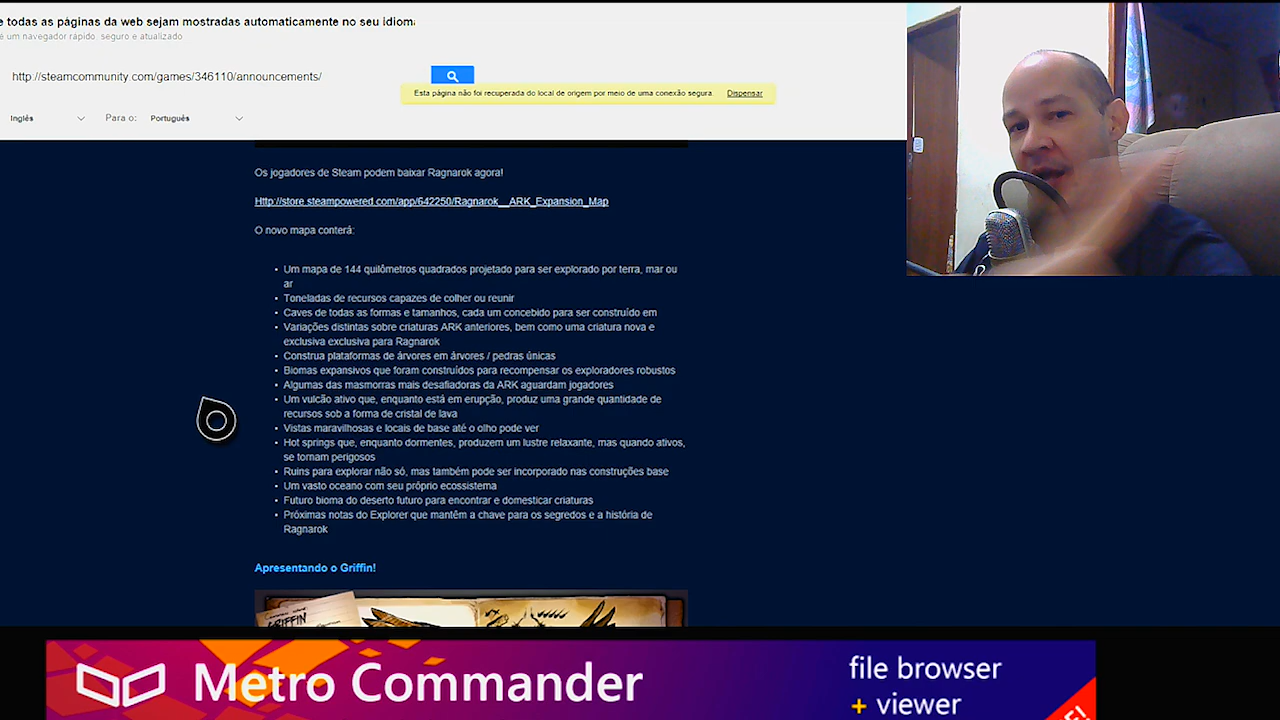 e todas as páginas da web sejam mostradas automaticamente no seu idioma
é um navegador rápido, seguro e atualizado
http://steamcommunity.com/games/346110/announcements/
Esta página não foi recuperada do local de origem por meio de uma conexão segura. Dispensar
Inglês Para o: Português
Os jogadores de Steam podem baixar Ragnarok agora!
Http://store.steampowered.com/app/642250/Ragnarok__ARK_Expansion_Map
O novo mapa conterá:
• Um mapa de 144 quilômetros quadrados projetado para ser explorado por terra, mar ou
ar
• Toneladas de recursos capazes de colher ou reunir
• Caves de todas as formas e tamanhos, cada um concebido para ser construído em
• Variações distintas sobre criaturas ARK anteriores, bem como uma criatura nova e
exclusiva exclusiva para Ragnarok
• Construa plataformas de árvores em árvores / pedras únicas
• Biomas expansivos que foram construídos para recompensar os exploradores robustos
• Algumas das masmorras mais desafiadoras da ARK aguardam jogadores
• Um vulcão ativo que, enquanto está em erupção, produz uma grande quantidade de
recursos sob a forma de cristal de lava
• Vistas maravilhosas e locais de base até o olho pode ver
• Hot springs que, enquanto dormentes, produzem um lustre relaxante, mas quando ativos,
se tornam perigosos
• Ruins para explorar não só, mas também pode ser incorporado nas construções base
• Um vasto oceano com seu próprio ecossistema
• Futuro bioma do deserto futuro para encontrar e domesticar criaturas
• Próximas notas do Explorer que mantêm a chave para os segredos e a história de
Ragnarok
Apresentando o Griffin!
GRIFFIN
Metro Commander
file browser
+ viewer